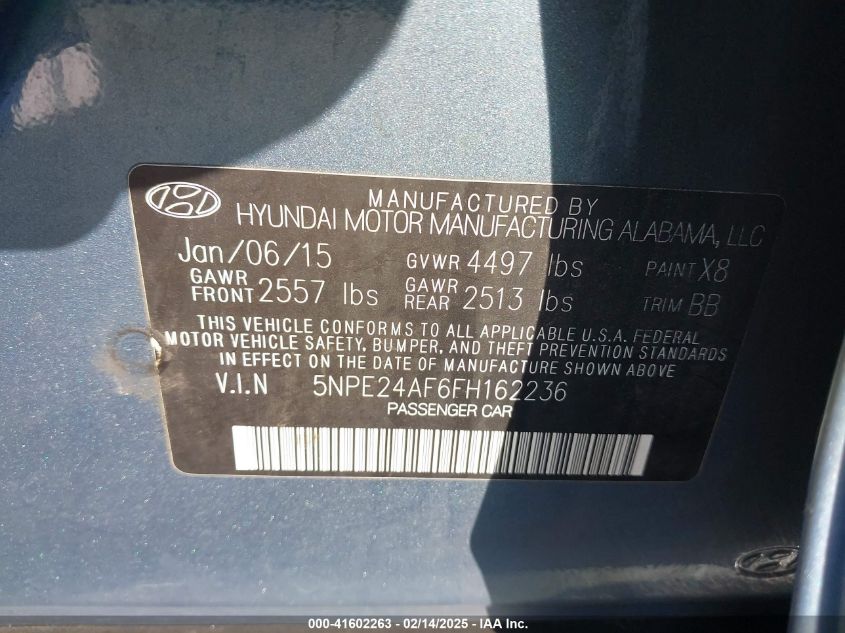 MANUFACTURED BY
HYUNDAI MOTOR MANUFACTURING ALABAMA, LLC
Jan/06/15 GVWR 4497 lbs PAINT X8
GAWR FRONT 2557 lbs GAWR REAR 2513 lbs TRIM BB
THIS VEHICLE CONFORMS TO ALL APPLICABLE U.S.A. FEDERAL
MOTOR VEHICLE SAFETY, BUMPER, AND THEFT PREVENTION STANDARDS
IN EFFECT ON THE DATE OF MANUFACTURE SHOWN ABOVE.
V.I.N 5NPE24AF6FH162236
PASSENGER CAR
000-41602263 - 02/14/2025 - IAA Inc.